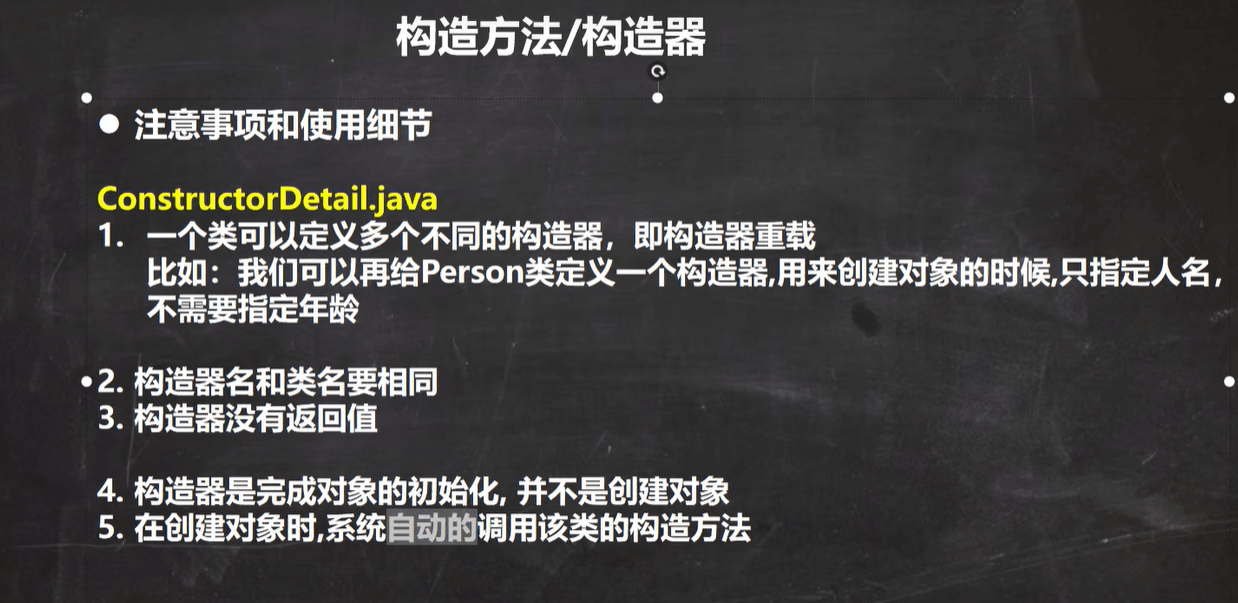 构造方法/构造器
● 注意事项和使用细节
ConstructorDetail.java
1. 一个类可以定义多个不同的构造器，即构造器重载
比如：我们可以再给Person类定义一个构造器,用来创建对象的时候,只指定人名，
不需要指定年龄
2. 构造器名和类名要相同
3. 构造器没有返回值
4. 构造器是完成对象的初始化, 并不是创建对象
5. 在创建对象时,系统自动的调用该类的构造方法